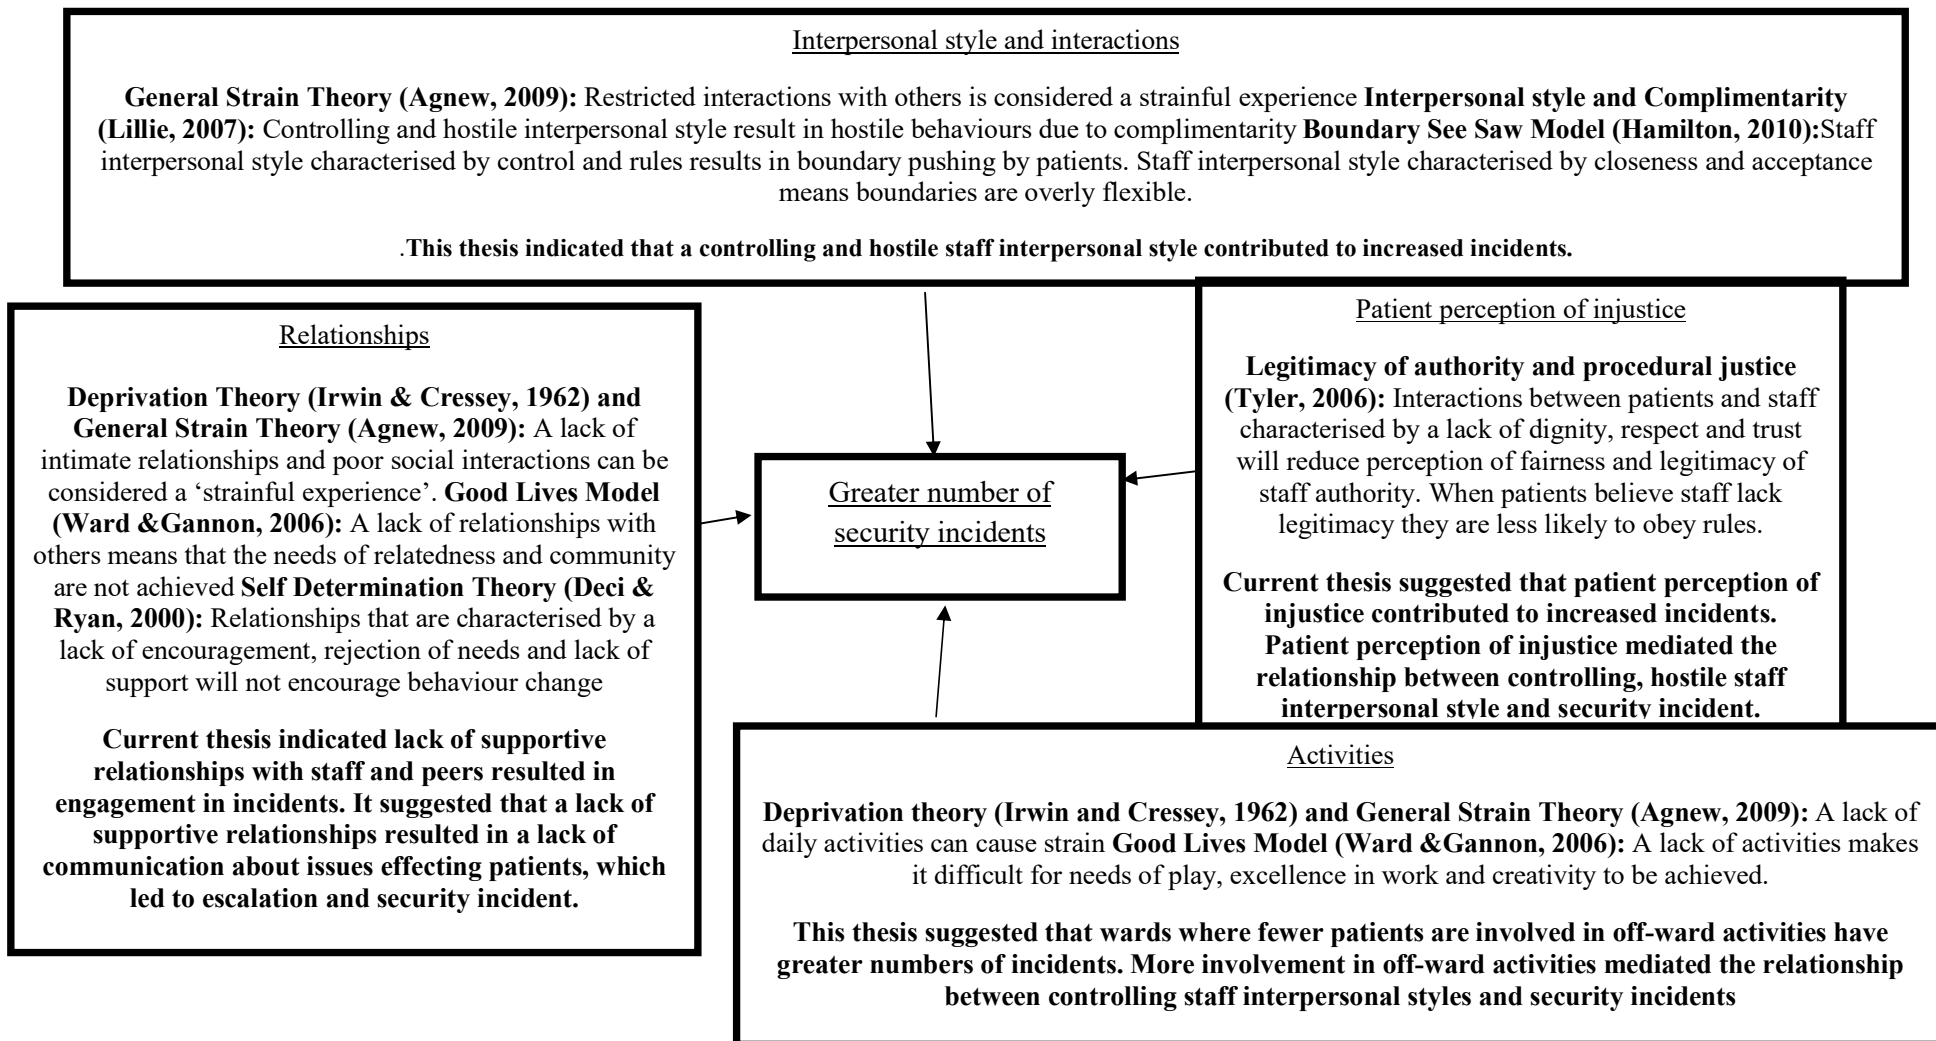 Interpersonal style and interactions
General Strain Theory (Agnew, 2009): Restricted interactions with others is considered a strainful experience Interpersonal style and Complimentarity
(Lillie, 2007): Controlling and hostile interpersonal style result in hostile behaviours due to complimentarity Boundary See Saw Model (Hamilton, 2010):Staff
interpersonal style characterised by control and rules results in boundary pushing by patients. Staff interpersonal style characterised by closeness and acceptance
means boundaries are overly flexible.
.This thesis indicated that a controlling and hostile staff interpersonal style contributed to increased incidents.
Relationships
Deprivation Theory (Irwin & Cressey, 1962) and
General Strain Theory (Agnew, 2009): A lack of
intimate relationships and poor social interactions can be
considered a ‘strainful experience’. Good Lives Model
(Ward &Gannon, 2006): A lack of relationships with
others means that the needs of relatedness and community
are not achieved Self Determination Theory (Deci &
Ryan, 2000): Relationships that are characterised by a
lack of encouragement, rejection of needs and lack of
support will not encourage behaviour change
Current thesis indicated lack of supportive
relationships with staff and peers resulted in
engagement in incidents. It suggested that a lack of
supportive relationships resulted in a lack of
communication about issues effecting patients, which
led to escalation and security incident.
Greater number of
security incidents
Patient perception of injustice
Legitimacy of authority and procedural justice
(Tyler, 2006): Interactions between patients and staff
characterised by a lack of dignity, respect and trust
will reduce perception of fairness and legitimacy of
staff authority. When patients believe staff lack
legitimacy they are less likely to obey rules.
Current thesis suggested that patient perception of
injustice contributed to increased incidents.
Patient perception of injustice mediated the
relationship between controlling, hostile staff
interpersonal style and security incident.
Activities
Deprivation theory (Irwin and Cressey, 1962) and General Strain Theory (Agnew, 2009): A lack of
daily activities can cause strain Good Lives Model (Ward &Gannon, 2006): A lack of activities makes
it difficult for needs of play, excellence in work and creativity to be achieved.
This thesis suggested that wards where fewer patients are involved in off-ward activities have
greater numbers of incidents. More involvement in off-ward activities mediated the relationship
between controlling staff interpersonal styles and security incidents